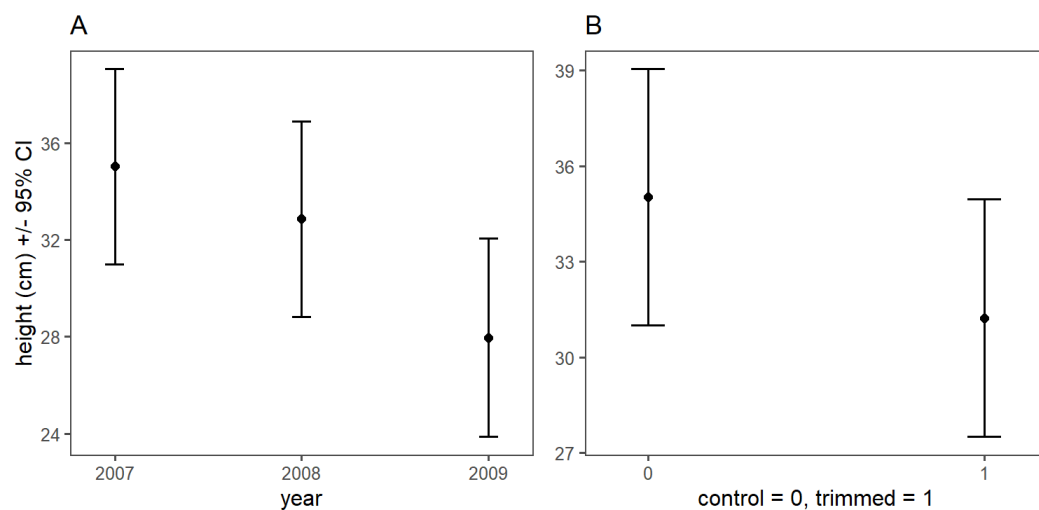 A
height (cm) +/- 95% CI
36
32
28
24
2007 2008 2009
year
B
39
36
33
30
27
0 1
control = 0, trimmed = 1